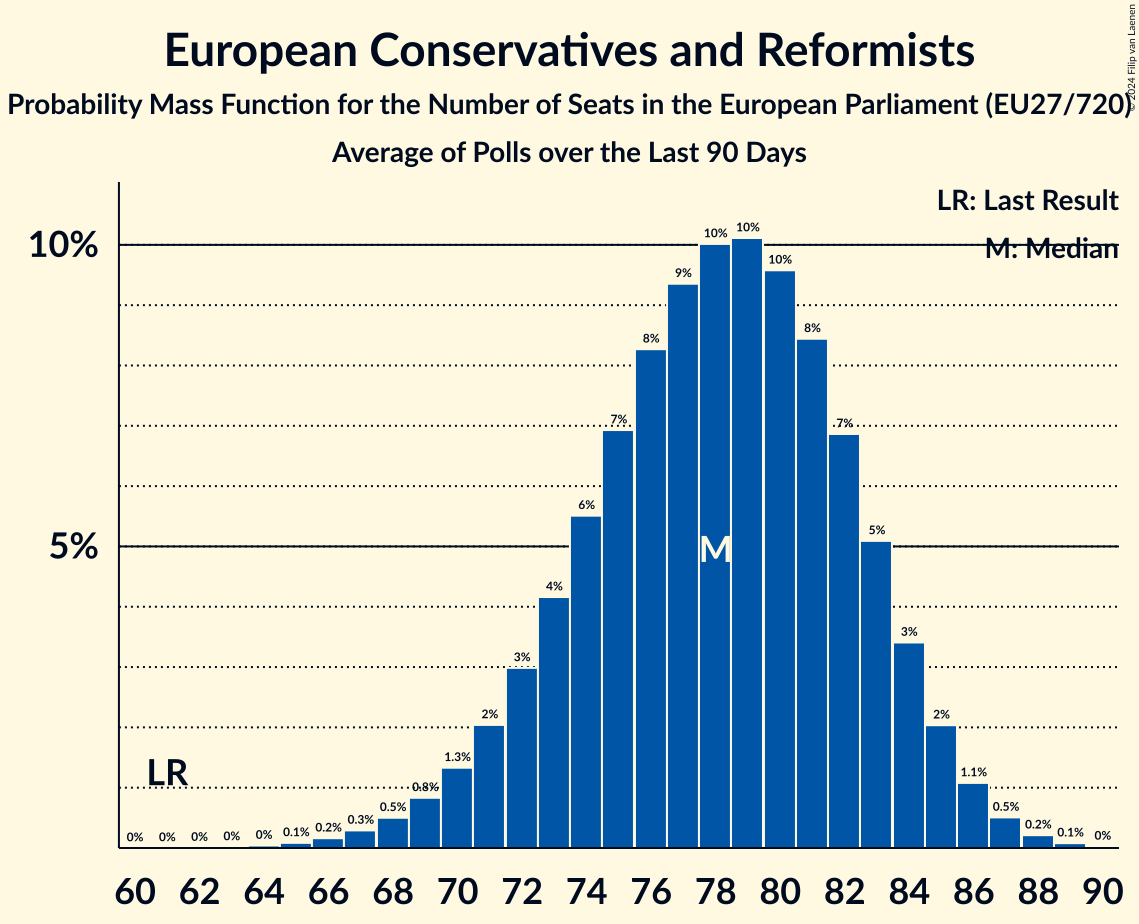 European Conservatives and Reformists
© 2024 Filip van Laenen
Probability Mass Function for the Number of Seats in the European Parliament (EU27/720)
Average of Polls over the Last 90 Days
LR: Last Result
M: Median
10%
5%
0% 0% 0% 0% 0% 0.1% 0.2% 0.3% 0.5% 0.8% 1.3% 2% 3% 4% 6% 7% 8% 9% 10% 10% 10% 8% 7% 5% 3% 2% 1.1% 0.5% 0.2% 0.1% 0%
M
LR
60 62 64 66 68 70 72 74 76 78 80 82 84 86 88 90